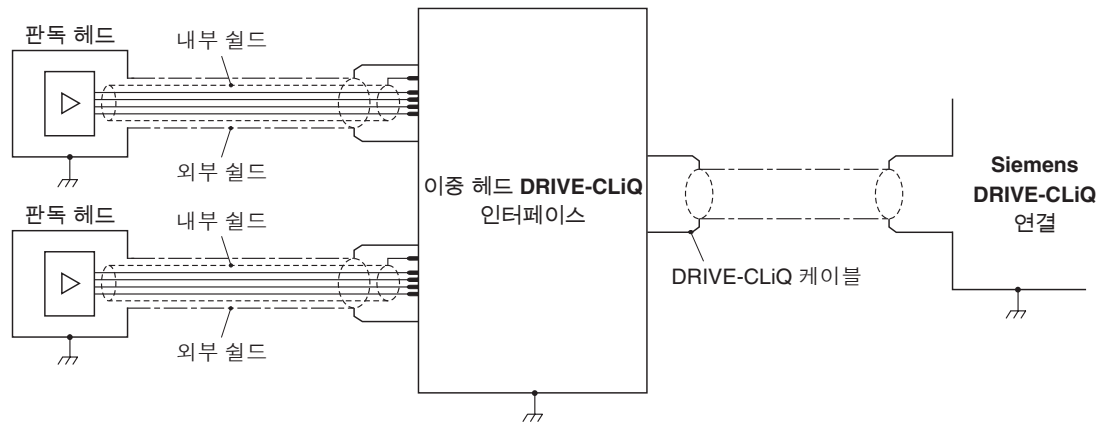 판독 헤드
내부 쉴드
외부 쉴드
판독 헤드
내부 쉴드
외부 쉴드
이중 헤드 DRIVE-CLiQ
인터페이스
DRIVE-CLiQ 케이블
Siemens
DRIVE-CLiQ
연결